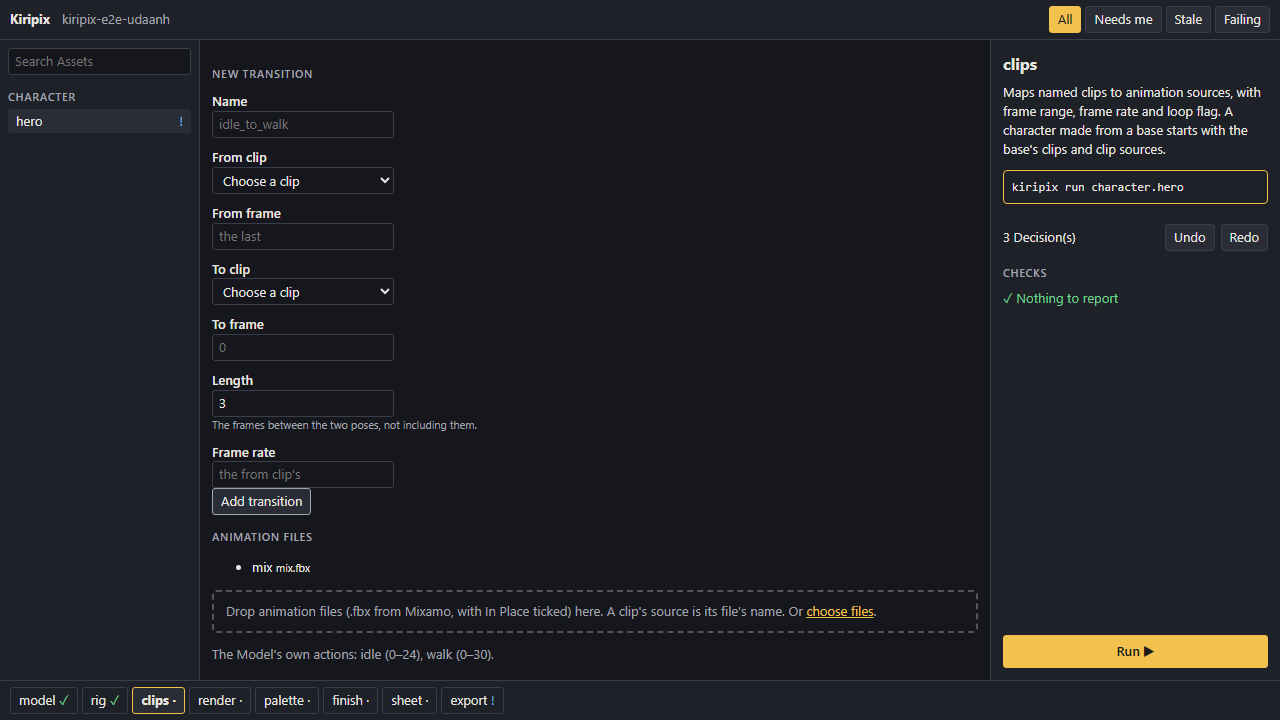 Kiripix kiripix-e2e-udaanh All Needs me Stale Failing
Search Assets
CHARACTER
hero !
NEW TRANSITION
Name
idle_to_walk
From clip
Choose a clip
From frame
the last
To clip
Choose a clip
To frame
0
Length
3
The frames between the two poses, not including them.
Frame rate
the from clip's
Add transition
ANIMATION FILES
• mix mix.fbx
Drop animation files (.fbx from Mixamo, with In Place ticked) here. A clip's source is its file's name. Or choose files.
The Model's own actions: idle (0–24), walk (0–30).
clips
Maps named clips to animation sources, with
frame range, frame rate and loop flag. A
character made from a base starts with the
base's clips and clip sources.
kiripix run character.hero
3 Decision(s) Undo Redo
CHECKS
✓ Nothing to report
Run ▶
model ✓ rig ✓ clips · render · palette · finish · sheet · export !